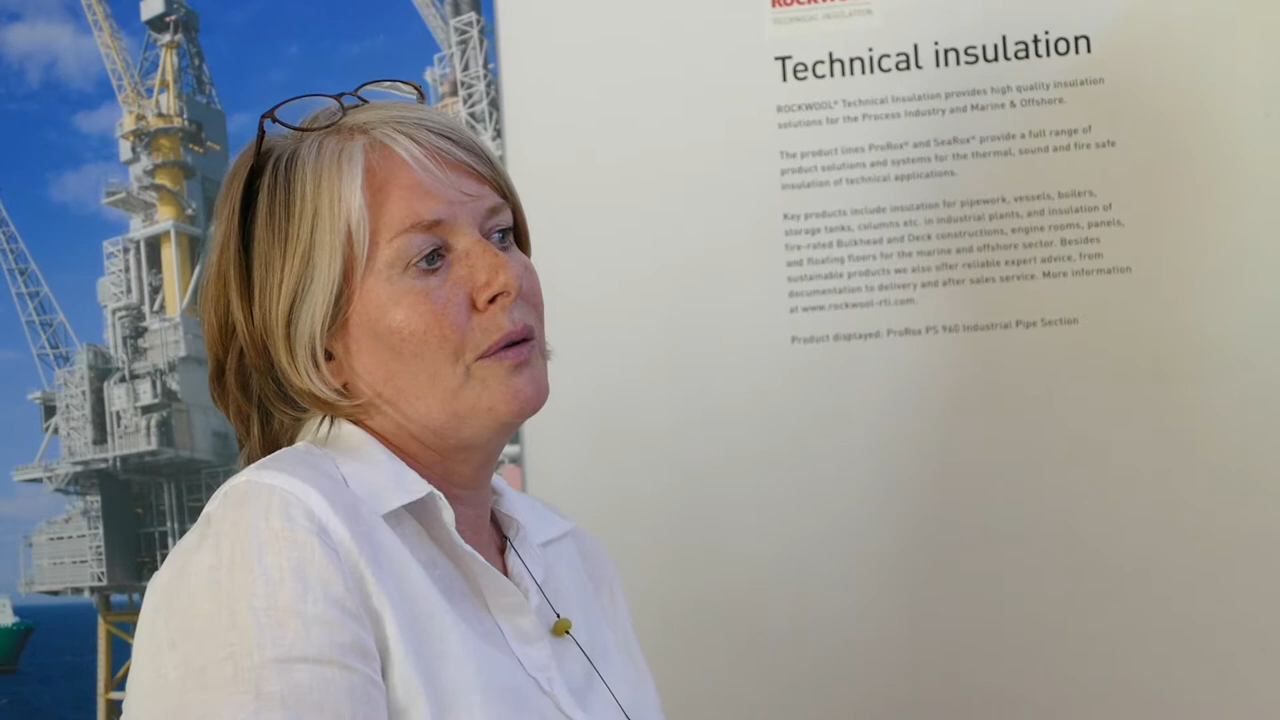 ROCKWOOL
TECHNICAL INSULATION
Technical insulation
ROCKWOOL® Technical Insulation provides high quality insulation
solutions for the Process Industry and Marine & Offshore.
The product lines ProRox® and SeaRox® provide a full range of
product solutions and systems for the thermal, sound and fire safe
insulation of technical applications.
Key products include insulation for pipework, vessels, boilers,
storage tanks, columns etc. in industrial plants, and insulation of
fire-rated Bulkhead and Deck constructions, engine rooms, panels,
and floating floors for the marine and offshore sector. Besides
sustainable products we also offer reliable expert advice, from
documentation to delivery and after sales service. More information
at www.rockwool-rti.com.
Product displayed: ProRox PS 960 Industrial Pipe Section